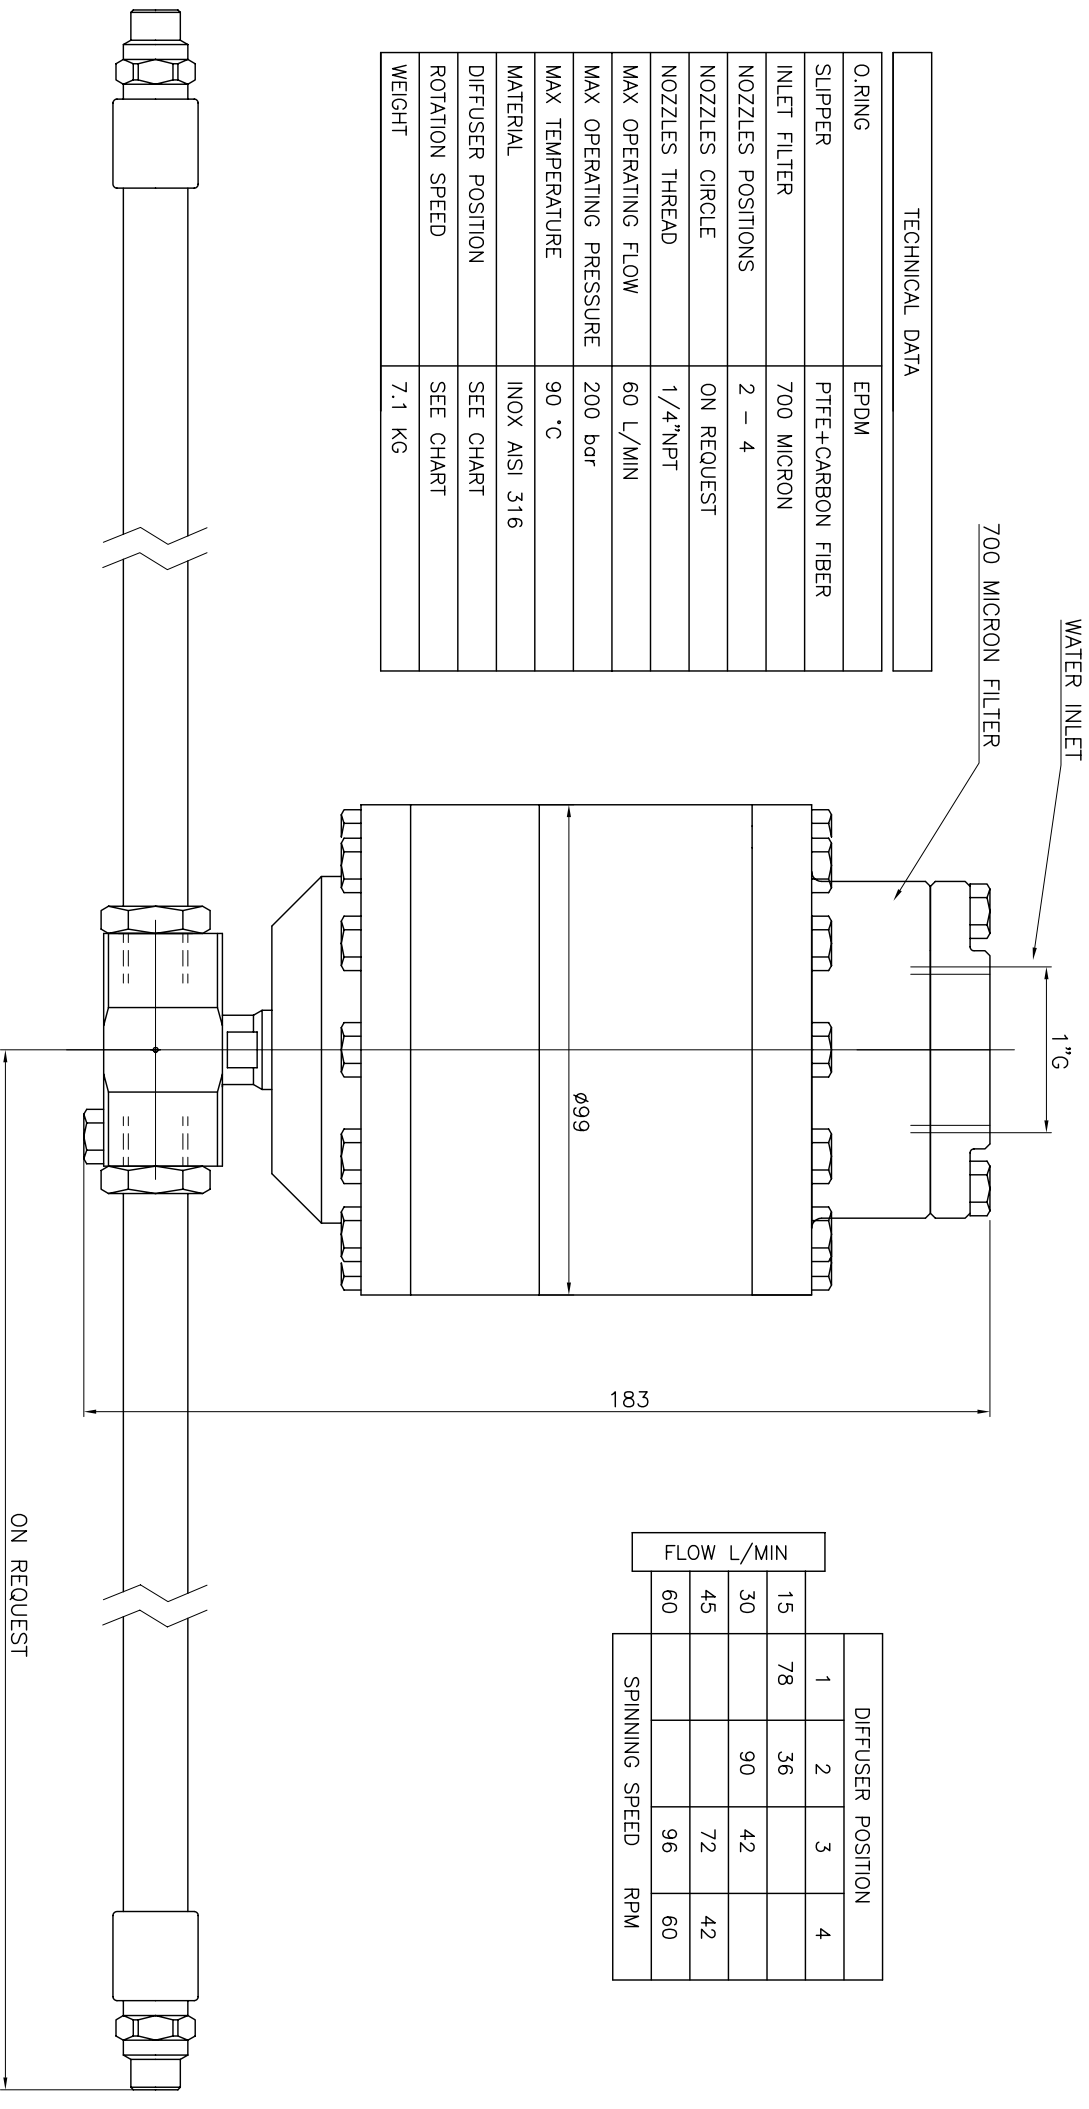 WATER INLET
700 MICRON FILTER
1"G
TECHNICAL DATA
O.RING EPDM
SLIPPER PTFE+CARBON FIBER
INLET FILTER 700 MICRON
NOZZLES POSITIONS 2 - 4
NOZZLES CIRCLE ON REQUEST
NOZZLES THREAD 1/4"NPT
MAX OPERATING FLOW 60 L/MIN
MAX OPERATING PRESSURE 200 bar
MAX TEMPERATURE 90 °C
MATERIAL INOX AISI 316
DIFFUSER POSITION SEE CHART
ROTATION SPEED SEE CHART
WEIGHT 7.1 KG
ø99
183
DIFFUSER POSITION
1 2 3 4
FLOW L/MIN
15 78 36
30 90 42
45 72 42
60 96 60
SPINNING SPEED RPM
ON REQUEST